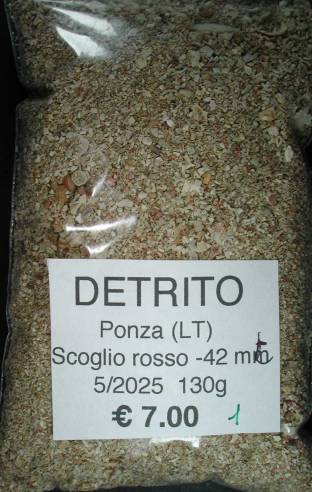 DETRITO
Ponza (LT)
Scoglio rosso -42 m
5/2025 130g
€ 7.00 1